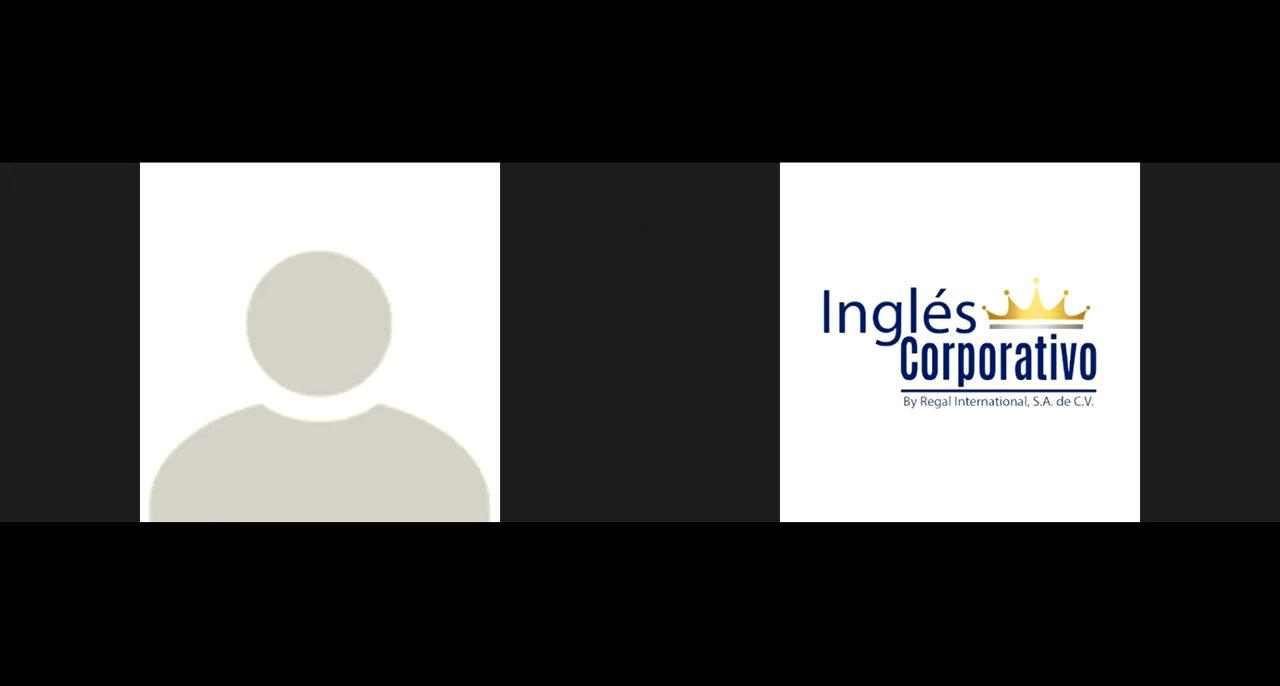 Inglés
Corporativo
By Regal International, S.A. de C.V.